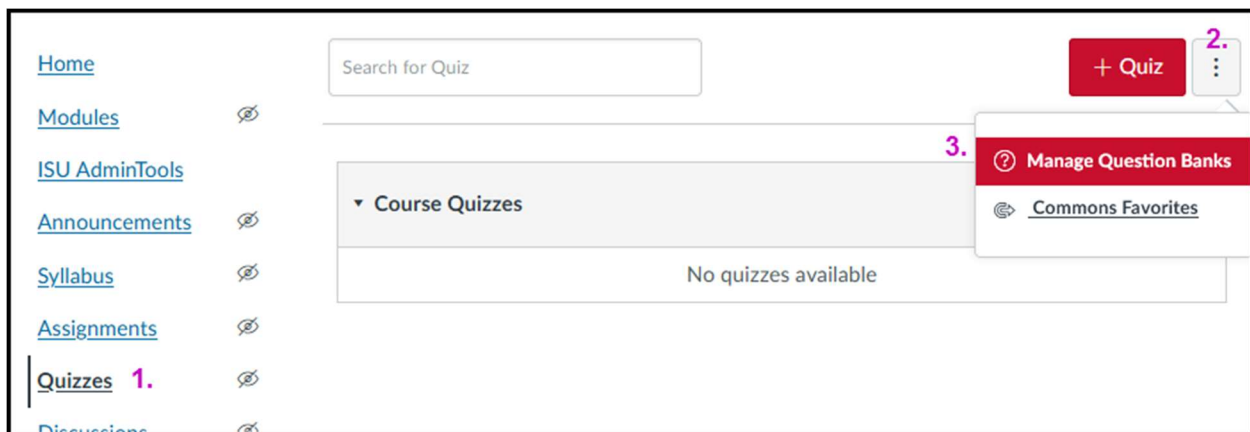 Home
Modules
ISU AdminTools
Announcements
Syllabus
Assignments
Quizzes 1.
Discussions
Search for Quiz
+ Quiz
2.
3.
Manage Question Banks
Commons Favorites
Course Quizzes
No quizzes available